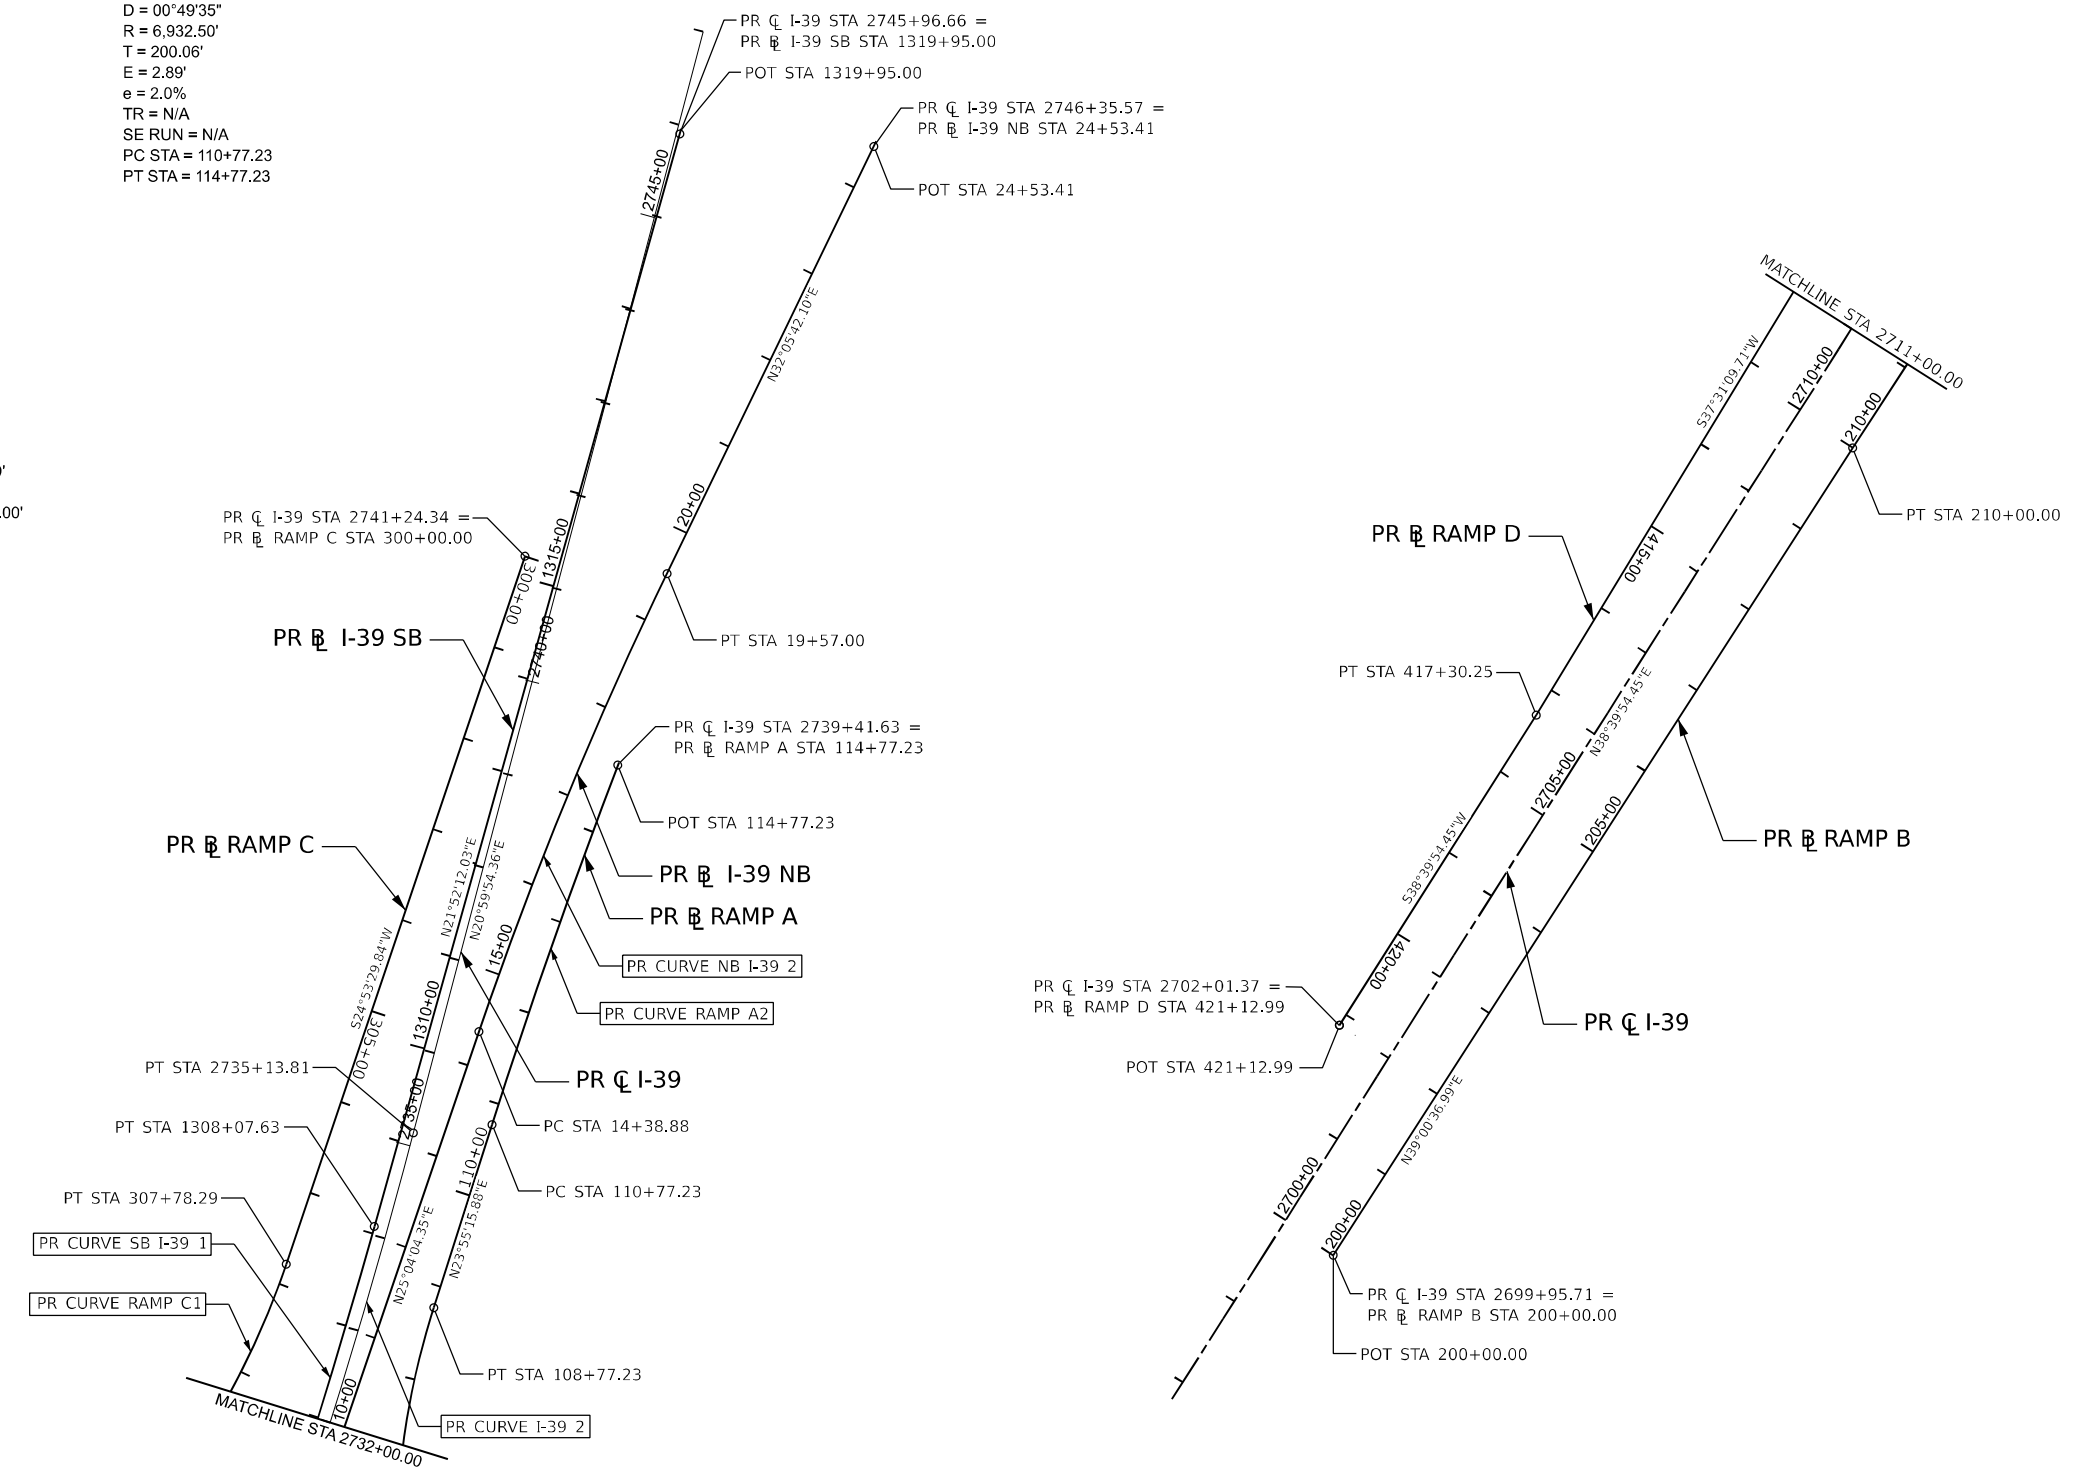 D = 00°49'35"
R = 6,932.50'
T = 200.06'
E = 2.89'
e = 2.0%
TR = N/A
SE RUN = N/A
PC STA = 110+77.23
PT STA = 114+77.23
.00'
PR ℄ I-39 STA 2745+96.66 =
PR BL I-39 SB STA 1319+95.00
POT STA 1319+95.00
PR ℄ I-39 STA 2746+35.57 =
PR BL I-39 NB STA 24+53.41
POT STA 24+53.41
2745+00
N32°05'42.10"E
20+00
PR ℄ I-39 STA 2741+24.34 =
PR BL RAMP C STA 300+00.00
300+00
1315+00
PR BL I-39 SB
2740+00
PT STA 19+57.00
PR ℄ I-39 STA 2739+41.63 =
PR BL RAMP A STA 114+77.23
POT STA 114+77.23
PR BL RAMP C
N21°52'12.03"E
N20°59'54.36"E
PR BL I-39 NB
PR BL RAMP A
15+00
PR CURVE NB I-39 2
S24°53'29.84"W
305+00
1310+00
PR CURVE RAMP A2
PT STA 2735+13.81
PR ℄ I-39
2735+00
PT STA 1308+07.63
PC STA 14+38.88
110+00
PT STA 307+78.29
PC STA 110+77.23
N25°04'04.35"E
N23°55'15.88"E
PR CURVE SB I-39 1
PR CURVE RAMP C1
PT STA 108+77.23
10+00
PR CURVE I-39 2
MATCHLINE STA 2732+00.00
MATCHLINE STA 2711+00.00
S37°31'09.71"W
2710+00
210+00
PT STA 210+00.00
PR BL RAMP D
415+00
PT STA 417+30.25
N38°39'54.45"E
2705+00
205+00
PR BL RAMP B
S38°39'54.45"W
420+00
PR ℄ I-39 STA 2702+01.37 =
PR BL RAMP D STA 421+12.99
PR ℄ I-39
POT STA 421+12.99
N39°00'36.99"E
2700+00
200+00
PR ℄ I-39 STA 2699+95.71 =
PR BL RAMP B STA 200+00.00
POT STA 200+00.00